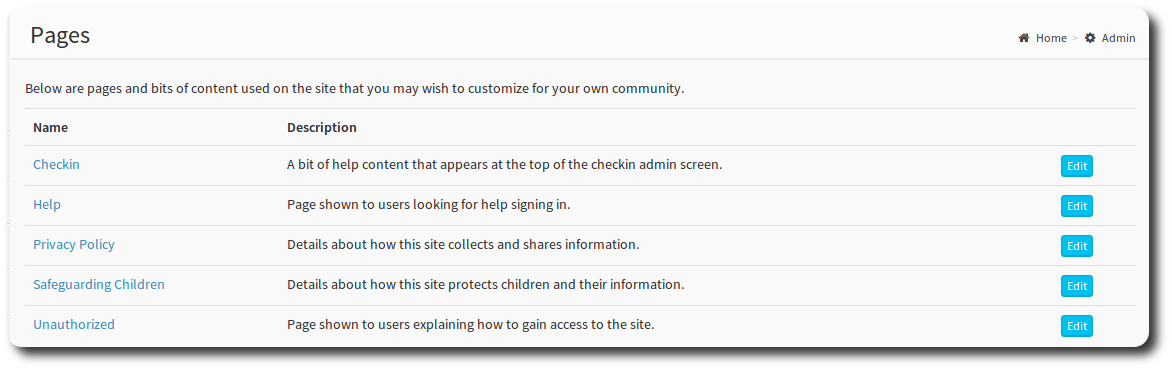 Pages
Home > Admin
Below are pages and bits of content used on the site that you may wish to customize for your own community.
Name Description
Checkin A bit of help content that appears at the top of the checkin admin screen. Edit
Help Page shown to users looking for help signing in. Edit
Privacy Policy Details about how this site collects and shares information. Edit
Safeguarding Children Details about how this site protects children and their information. Edit
Unauthorized Page shown to users explaining how to gain access to the site. Edit